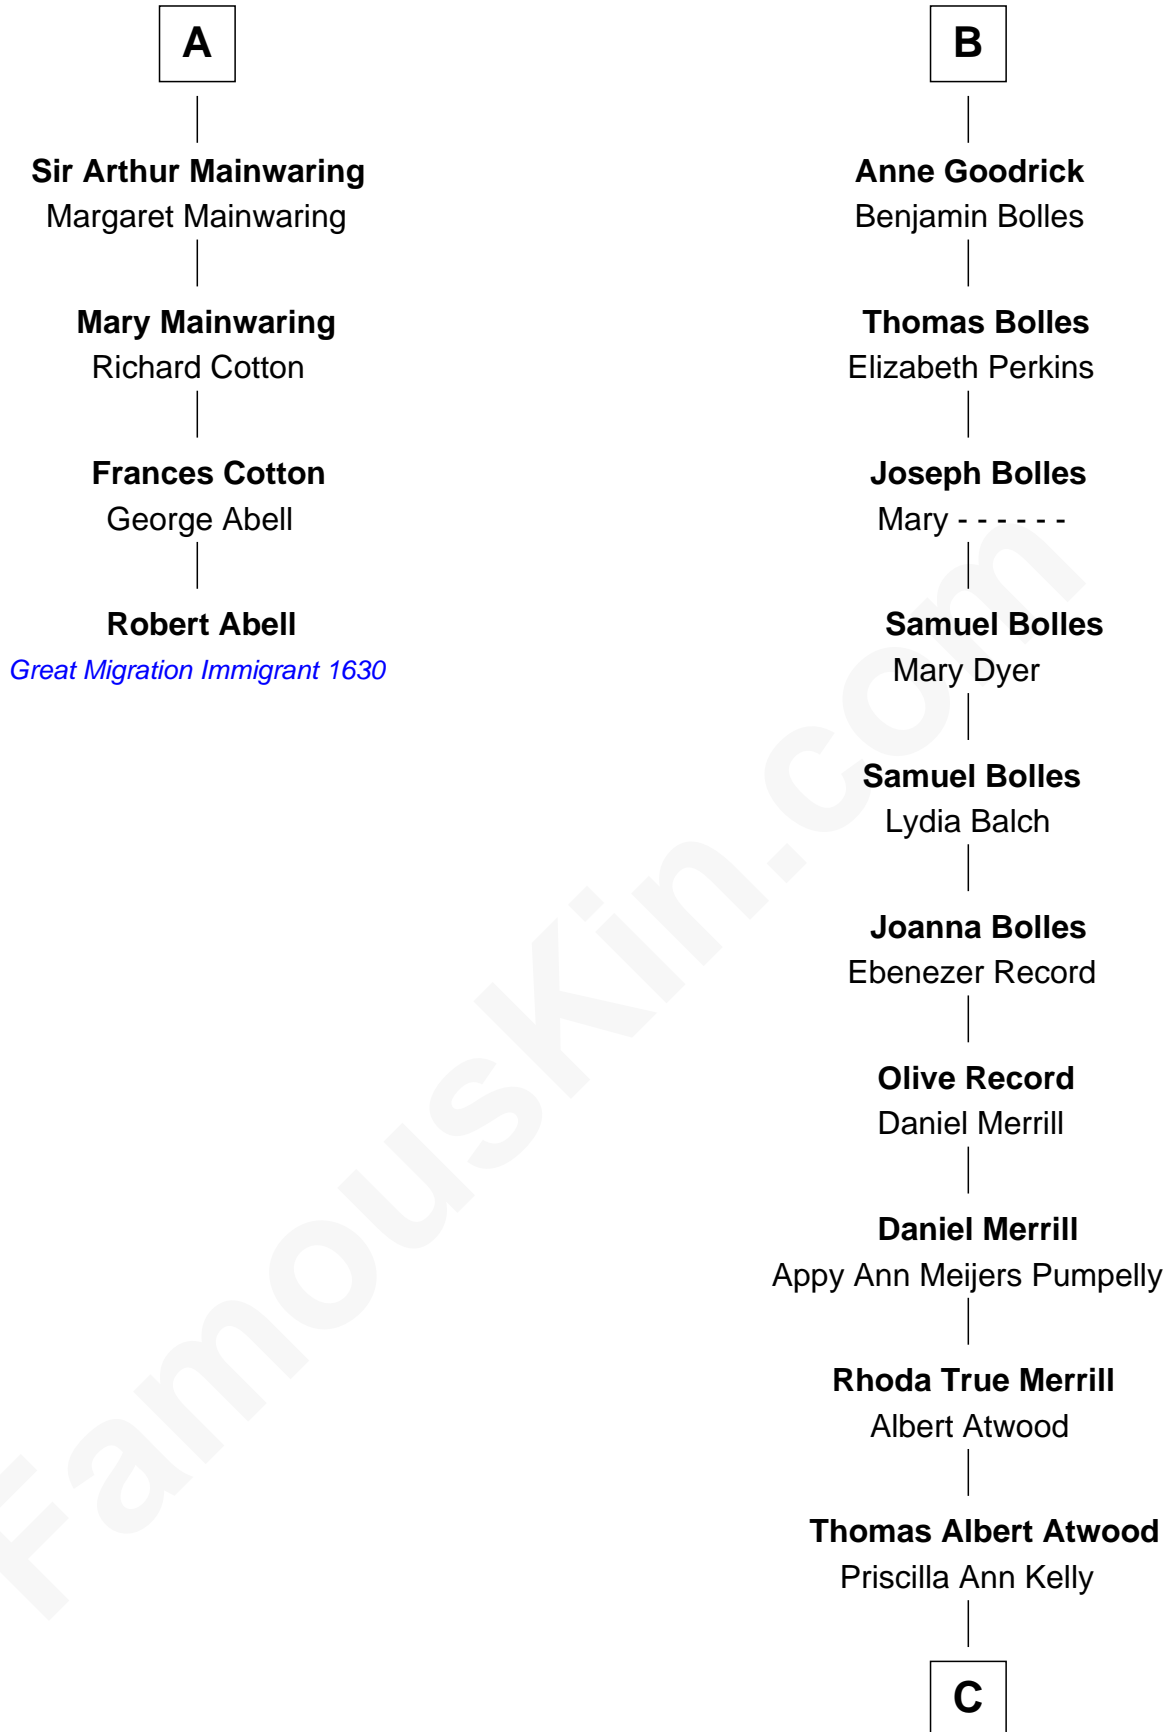 A
Sir Arthur Mainwaring
Margaret Mainwaring
Mary Mainwaring
Richard Cotton
Frances Cotton
George Abell
Robert Abell
Great Migration Immigrant 1630
B
Anne Goodrick
Benjamin Bolles
Thomas Bolles
Elizabeth Perkins
Joseph Bolles
Mary - - - - - -
Samuel Bolles
Mary Dyer
Samuel Bolles
Lydia Balch
Joanna Bolles
Ebenezer Record
Olive Record
Daniel Merrill
Daniel Merrill
Appy Ann Meijers Pumpelly
Rhoda True Merrill
Albert Atwood
Thomas Albert Atwood
Priscilla Ann Kelly
C
FamousKin.com